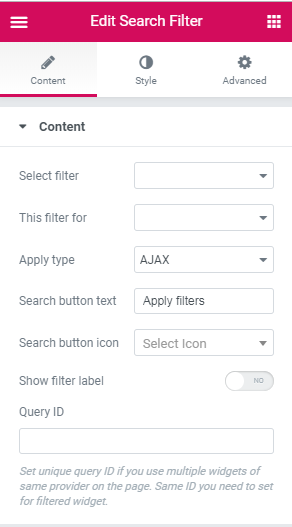 Edit Search Filter
Content
Style
Advanced
Content
Select filter
This filter for
Apply type
AJAX
Search button text
Apply filters
Search button icon
Select Icon
Show filter label
NO
Query ID
Set unique query ID if you use multiple widgets of
same provider on the page. Same ID you need to set
for filtered widget.